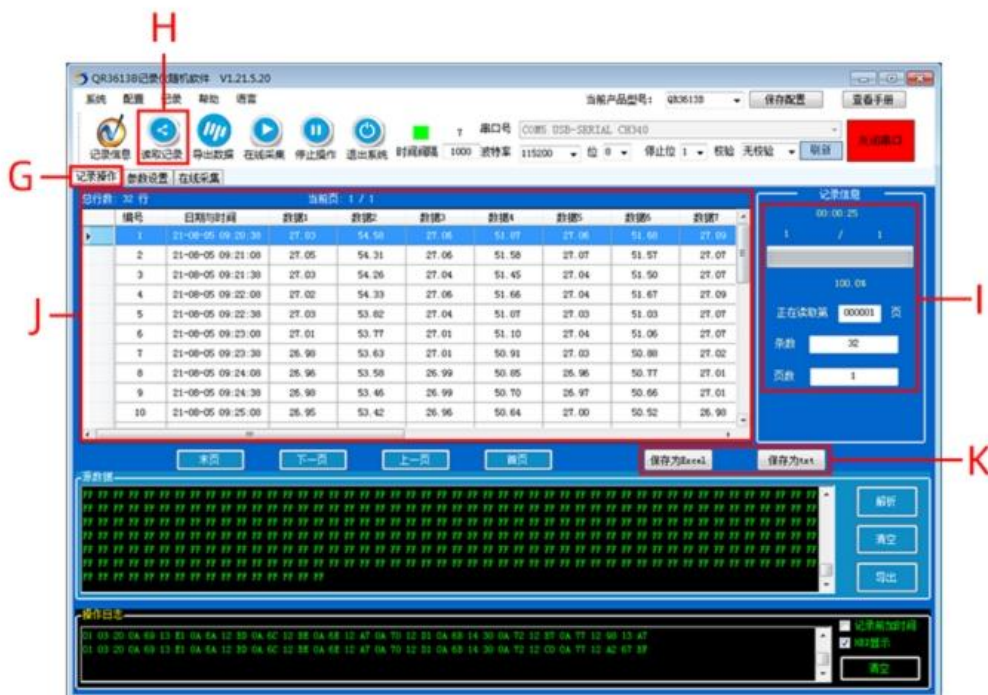 H
QR3613B记录仪随机软件 V1.21.5.20
系统 配置 记录 帮助 语言 当前产品型号: QR3613B 保存配置 查看手册
记录信息 读取记录 导出数据 在线采集 停止操作 退出系统 时间间隔 1000 7 串口号 COM5 USB-SERIAL CH340 波特率 115200 位 8 停止位 1 校验 无校验 刷新 关闭串口
G
记录操作 参数设置 在线采集
总行数: 32 行 当前页: 1 / 1
编号 日期与时间 数据1 数据2 数据3 数据4 数据5 数据6 数据7
1 21-08-05 09:20:38 27.03 54.58 27.06 51.87 27.06 51.68 27.09
2 21-08-05 09:21:08 27.05 54.31 27.06 51.58 27.07 51.57 27.07
3 21-08-05 09:21:38 27.03 54.26 27.04 51.45 27.04 51.50 27.07
4 21-08-05 09:22:08 27.02 54.33 27.06 51.66 27.04 51.67 27.09
5 21-08-05 09:22:38 27.03 53.82 27.04 51.07 27.03 51.03 27.07
6 21-08-05 09:23:08 27.01 53.77 27.01 51.10 27.04 51.06 27.07
7 21-08-05 09:23:38 26.98 53.63 27.01 50.91 27.03 50.88 27.02
8 21-08-05 09:24:08 26.96 53.58 26.99 50.85 26.96 50.77 27.01
9 21-08-05 09:24:38 26.98 53.46 26.99 50.70 26.97 50.66 27.01
10 21-08-05 09:25:08 26.95 53.42 26.96 50.64 27.00 50.52 26.98
J
记录信息
00:00:25
1 / 1
100.0%
正在读取第 000001 页
条数 32
页数 1
I
末页 下一页 上一页 首页 保存为Excel 保存为txt
K
源数据
解析
清空
导出
操作日志
记录前加时间
HEX显示
清空